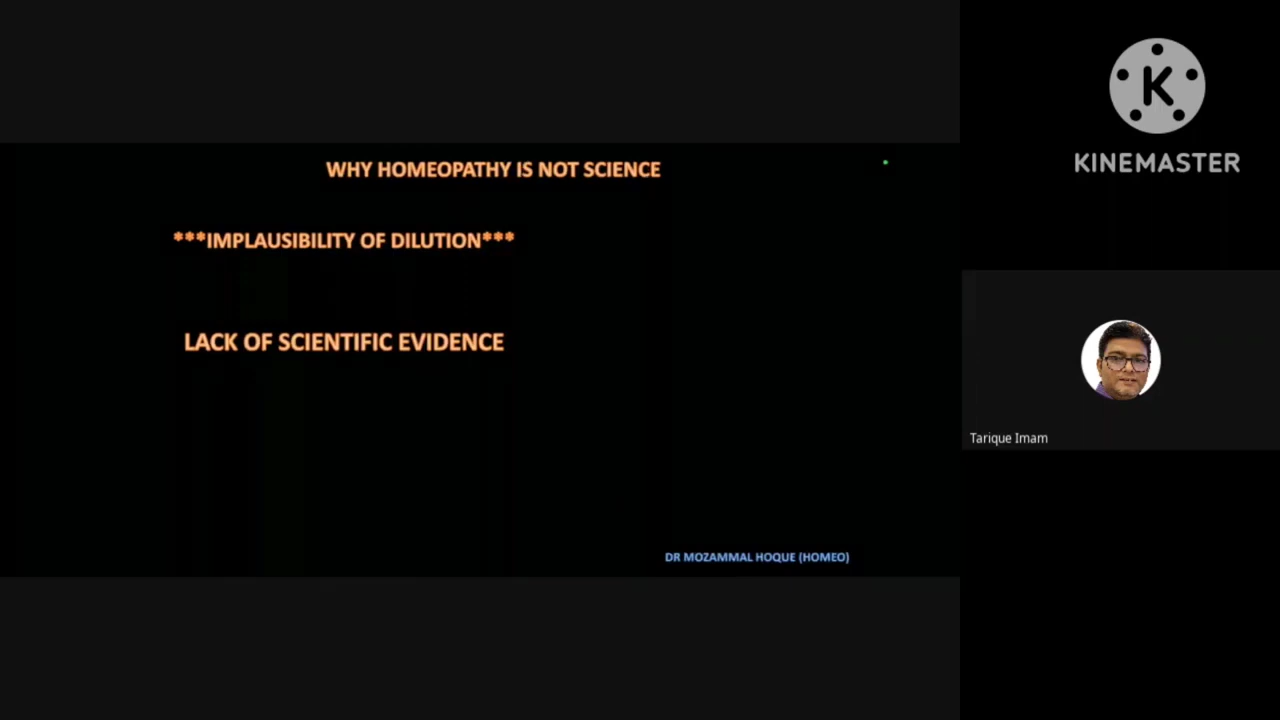 WHY HOMEOPATHY IS NOT SCIENCE
***IMPLAUSIBILITY OF DILUTION***
LACK OF SCIENTIFIC EVIDENCE
DR MOZAMMAL HOQUE (HOMEO)
K
KINEMASTER
Tarique Imam